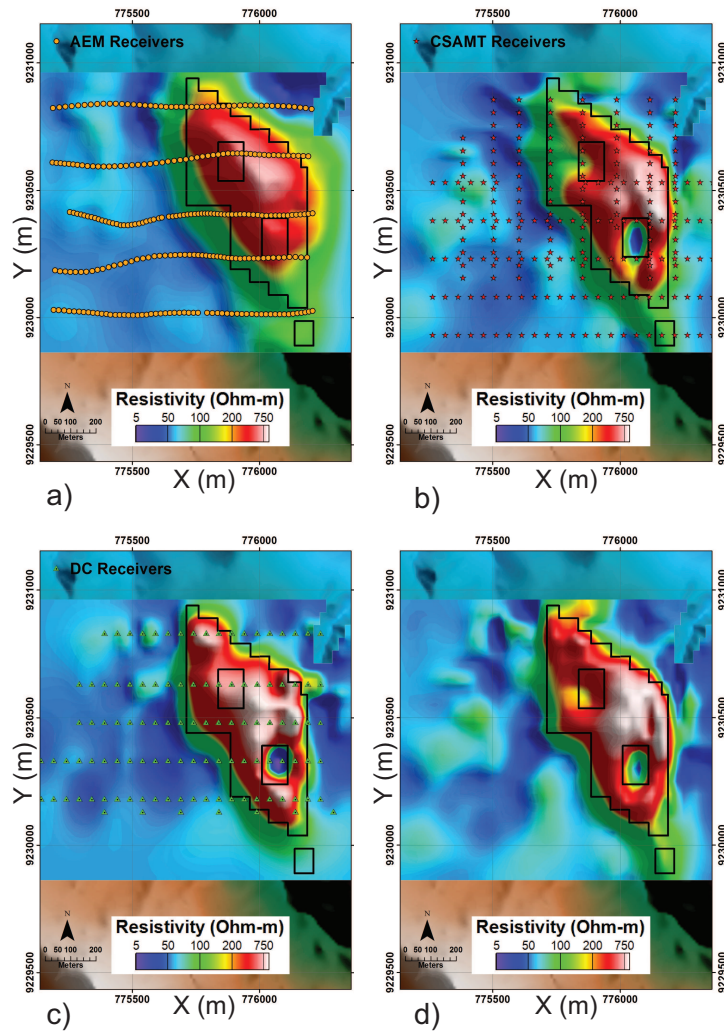 775500 776000
775500 776000
AEM Receivers
CSAMT Receivers
9231000
9230500
9230000
9229500
Y (m)
9231000
9230500
9230000
9229500
Y (m)
N
0 50 100 200
Meters
Resistivity (Ohm-m)
5 50 100 200 750
N
0 50 100 200
Meters
Resistivity (Ohm-m)
5 50 100 200 750
775500 776000
X (m)
a)
775500 776000
X (m)
b)
775500 776000
775500 776000
DC Receivers
9231000
9230500
9230000
9229500
Y (m)
9231000
9230500
9230000
9229500
Y (m)
N
0 50 100 200
Meters
Resistivity (Ohm-m)
5 50 100 200 750
N
0 50 100 200
Meters
Resistivity (Ohm-m)
5 50 100 200 750
775500 776000
X (m)
c)
775500 776000
X (m)
d)